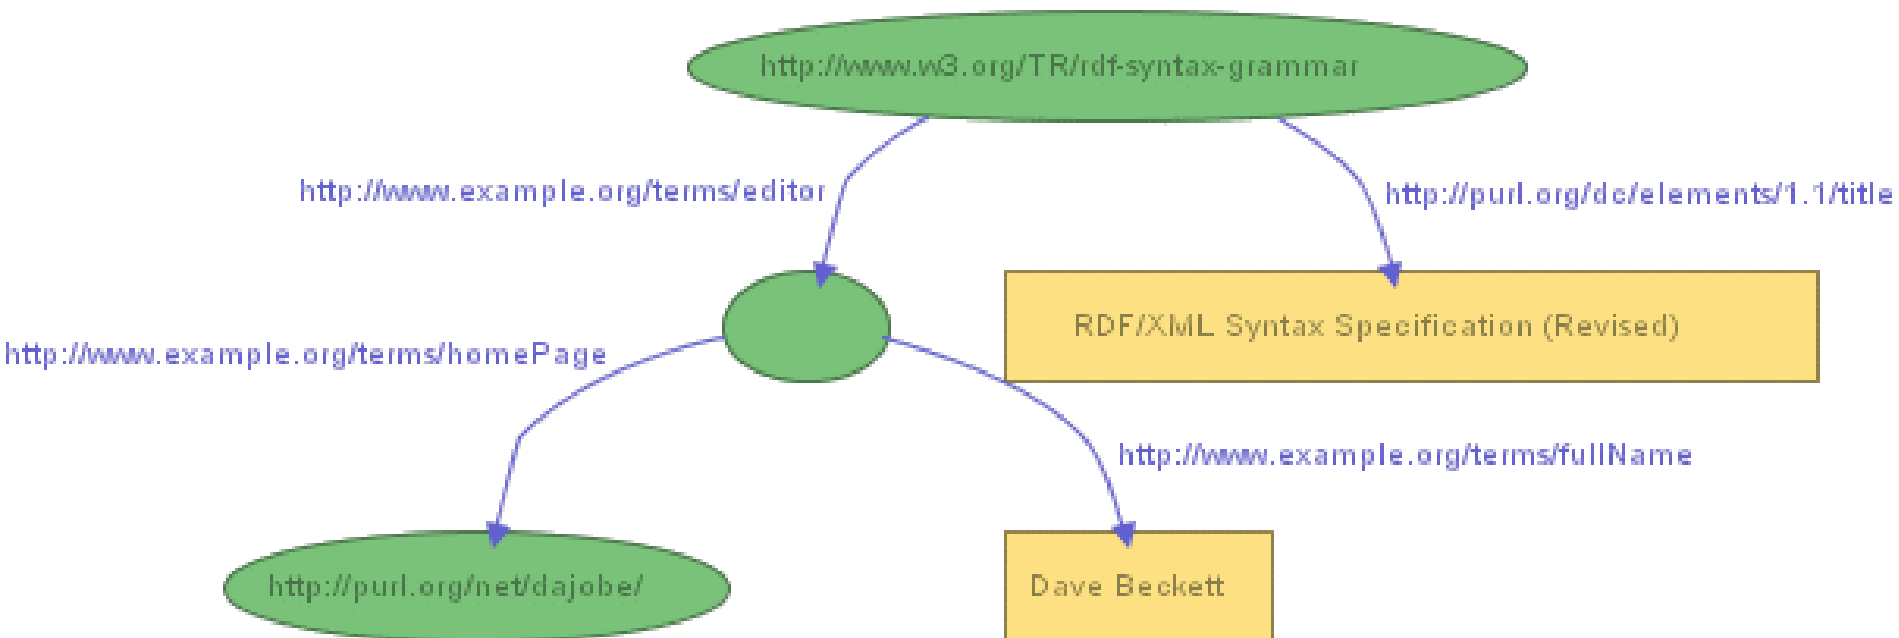 http://www.w3.org/TR/rdf-syntax-grammar
http://www.example.org/terms/editor
http://purl.org/dc/elements/1.1/title
RDF/XML Syntax Specification (Revised)
http://www.example.org/terms/homePage
http://www.example.org/terms/fullName
http://purl.org/net/dajobe/
Dave Beckett